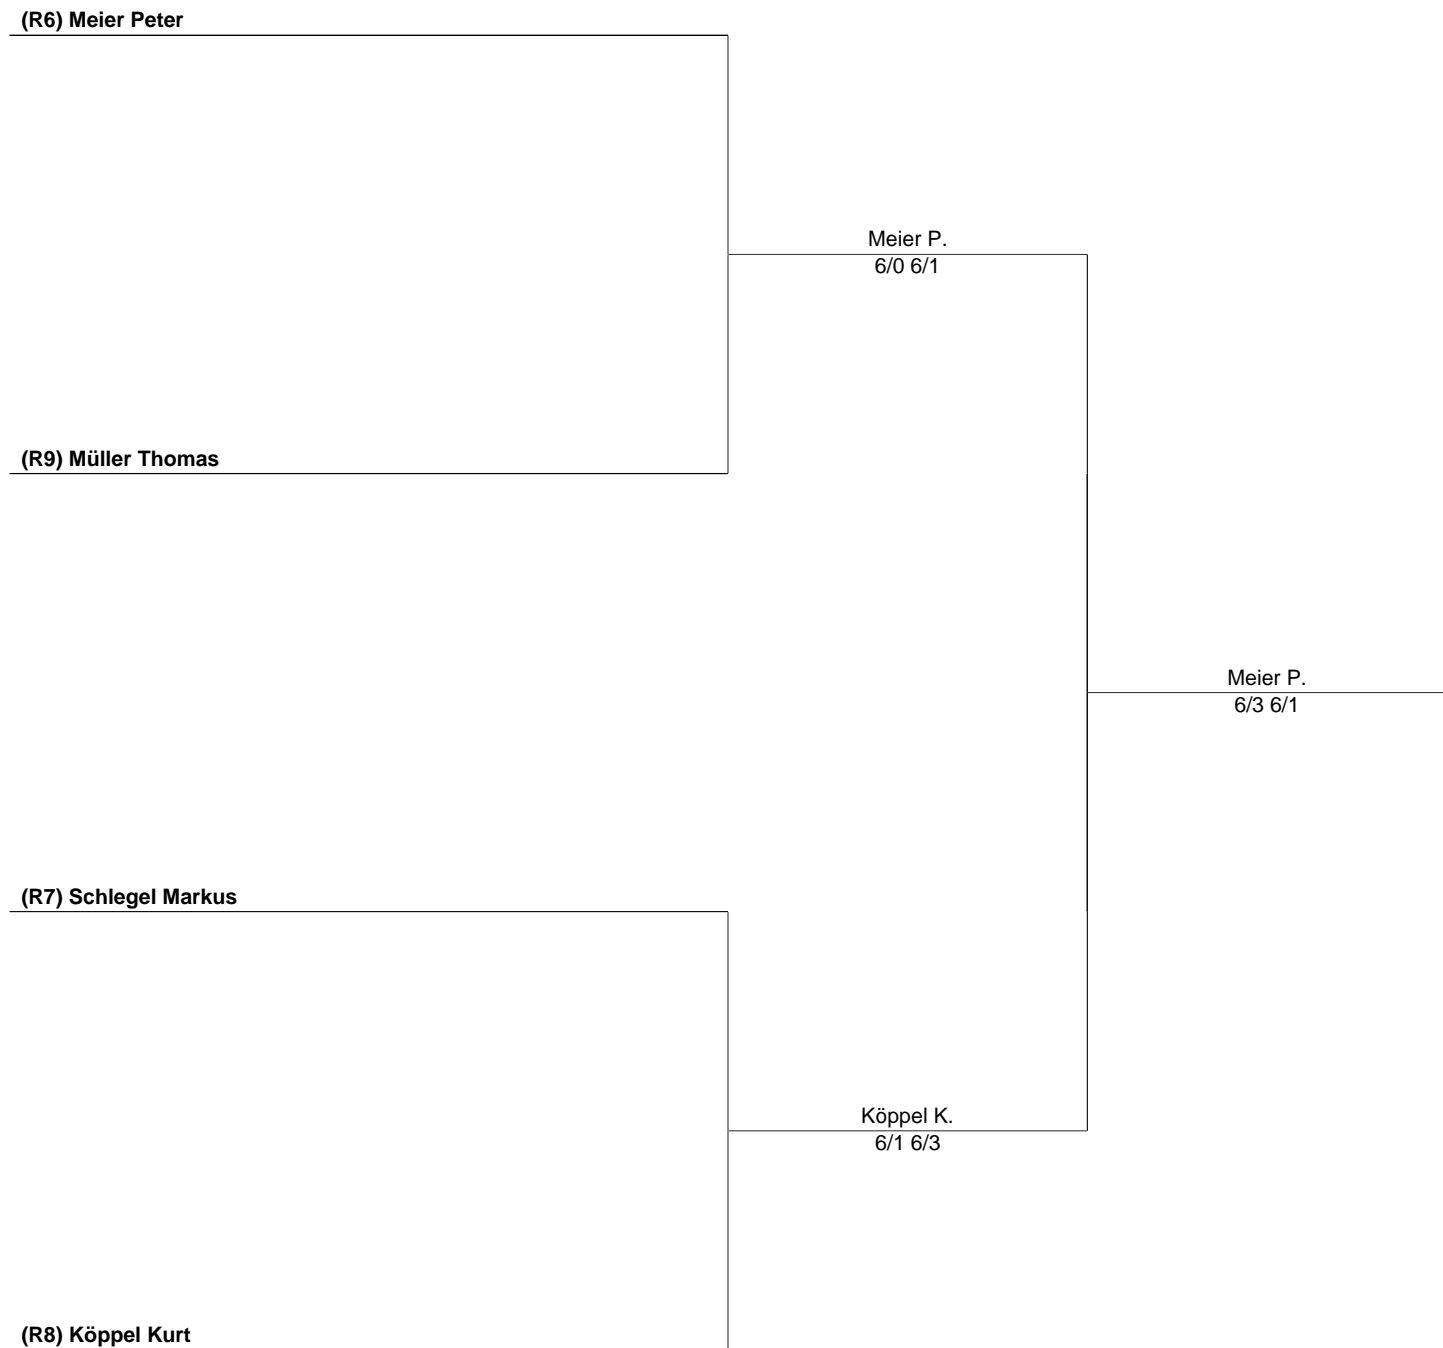 (R6) Meier Peter
Meier P.
6/0 6/1
(R9) Müller Thomas
Meier P.
6/3 6/1
(R7) Schlegel Markus
Köppel K.
6/1 6/3
(R8) Köppel Kurt